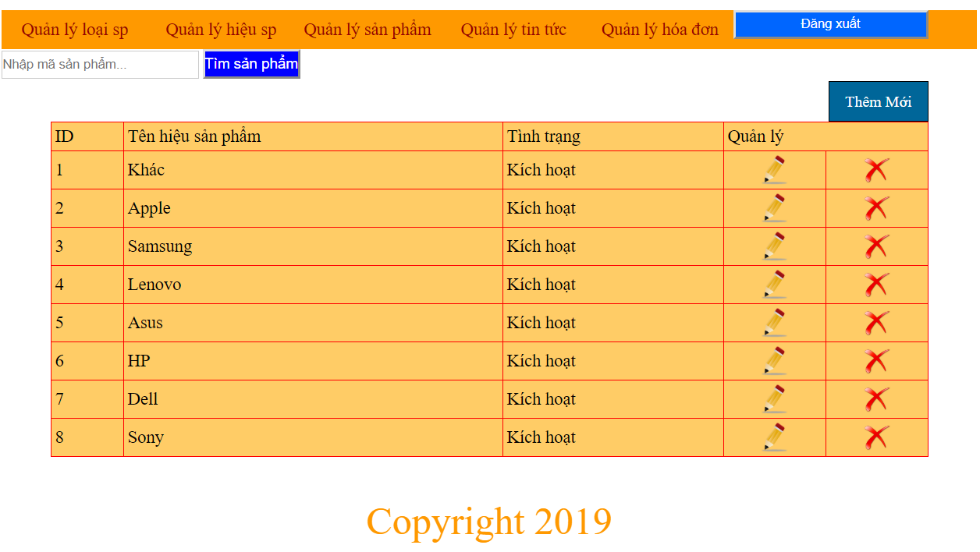 Quản lý loại sp Quản lý hiệu sp Quản lý sản phẩm Quản lý tin tức Quản lý hóa đơn Đăng xuất
Nhập mã sản phẩm... Tìm sản phẩm
Thêm Mới
ID Tên hiệu sản phẩm Tình trạng Quản lý
1 Khác Kích hoạt
2 Apple Kích hoạt
3 Samsung Kích hoạt
4 Lenovo Kích hoạt
5 Asus Kích hoạt
6 HP Kích hoạt
7 Dell Kích hoạt
8 Sony Kích hoạt
Copyright 2019